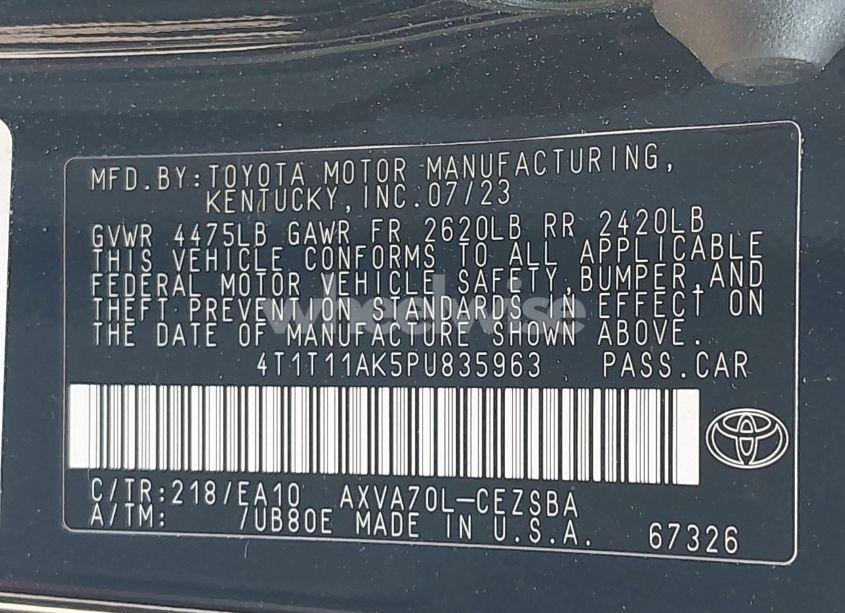 MFD.BY:TOYOTA MOTOR MANUFACTURING,
KENTUCKY, INC.07/23
GVWR 4475LB GAWR FR 2620LB RR 2420LB
THIS VEHICLE CONFORMS TO ALL APPLICABLE
FEDERAL MOTOR VEHICLE SAFETY, BUMPER, AND
THEFT PREVENTION STANDARDS IN EFFECT ON
THE DATE OF MANUFACTURE SHOWN ABOVE.
wheelwise
4T1T11AK5PU835963 PASS.CAR
C/TR:218/EA10 AXVA70L-CEZSBA
A/TM: /UB80E MADE IN U.S.A. 67326